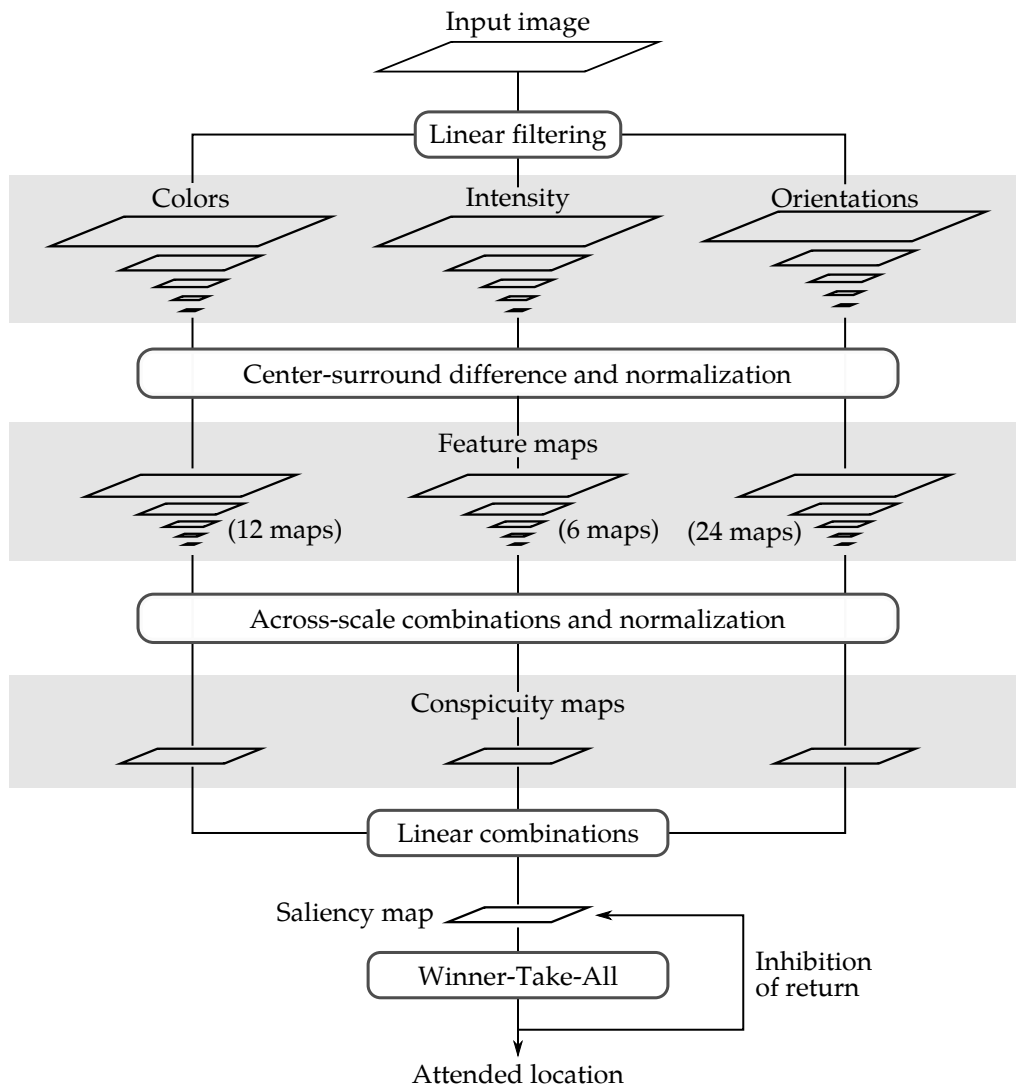 Input image
Linear filtering
Colors
Intensity
Orientations
Center-surround difference and normalization
Feature maps
(12 maps)
(6 maps)
(24 maps)
Across-scale combinations and normalization
Conspicuity maps
Linear combinations
Saliency map
Winner-Take-All
Inhibition
of return
Attended location